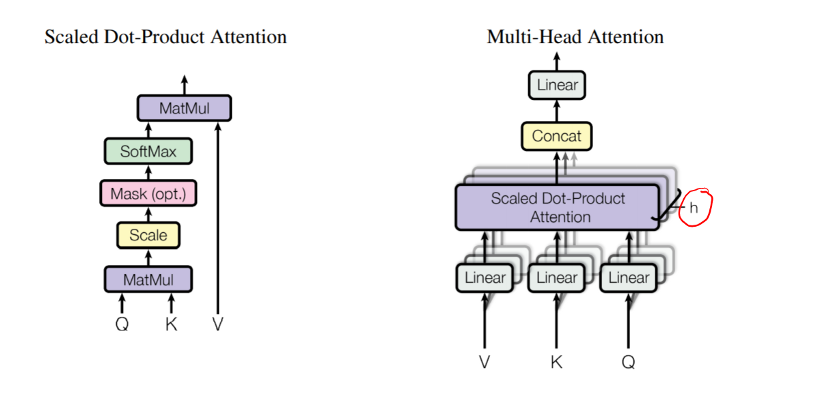 Scaled Dot-Product Attention
MatMul
SoftMax
Mask (opt.)
Scale
MatMul
Q K V
Multi-Head Attention
Linear
Concat
Scaled Dot-Product
Attention
h
Linear Linear Linear
V K Q